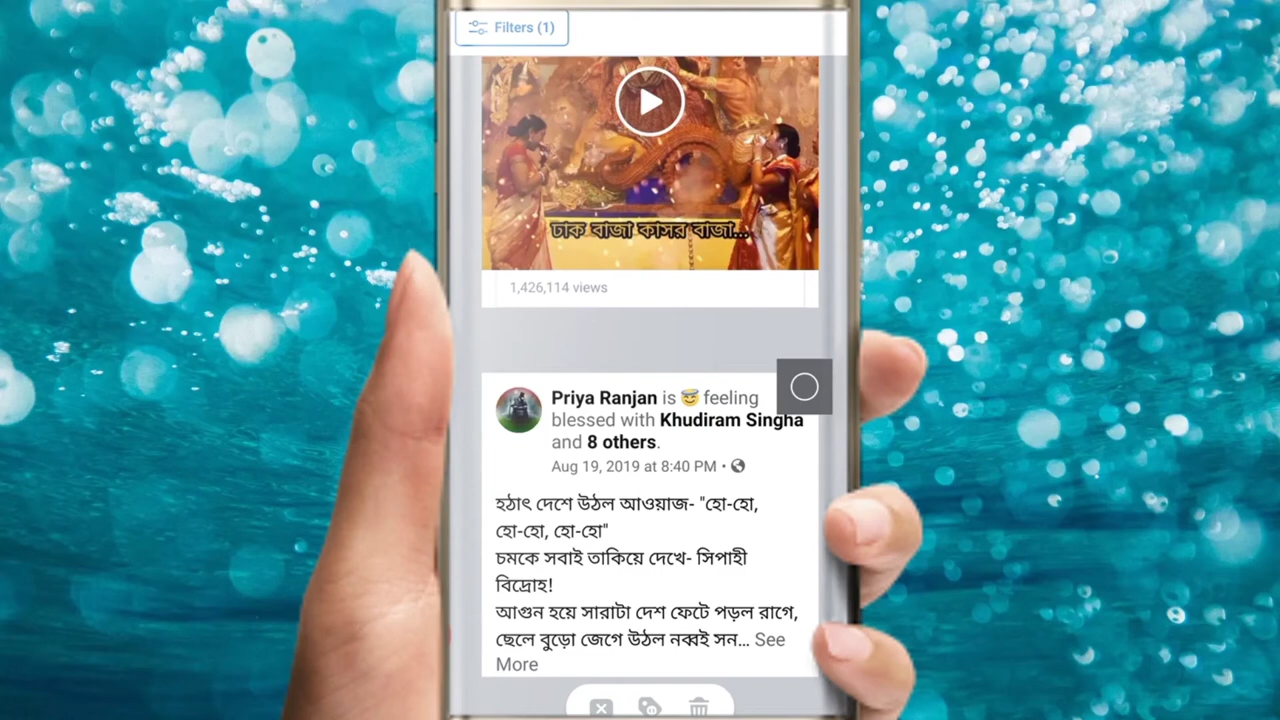 Filters (1)
ঢাক বাজা কাসর বাজা...
1,426,114 views
Priya Ranjan is 😇 feeling
blessed with Khudiram Singha
and 8 others.
Aug 19, 2019 at 8:40 PM •
হঠাৎ দেশে উঠল আওয়াজ- "হো-হো,
হো-হো, হো-হো"
চমকে সবাই তাকিয়ে দেখে- সিপাহী
বিদ্রোহ!
আগুন হয়ে সারাটা দেশ ফেটে পড়ল রাগে,
ছেলে বুড়ো জেগে উঠল নব্বই সন... See
More